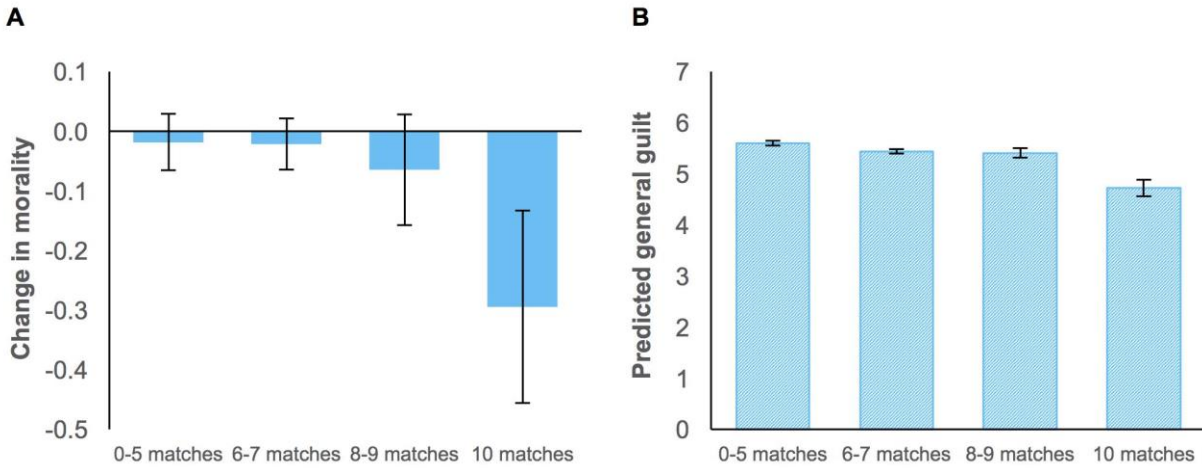 A
Change in morality
0.1
0.0
-0.1
-0.2
-0.3
-0.4
-0.5
0-5 matches 6-7 matches 8-9 matches 10 matches
B
Predicted general guilt
7
6
5
4
3
2
1
0
0-5 matches 6-7 matches 8-9 matches 10 matches